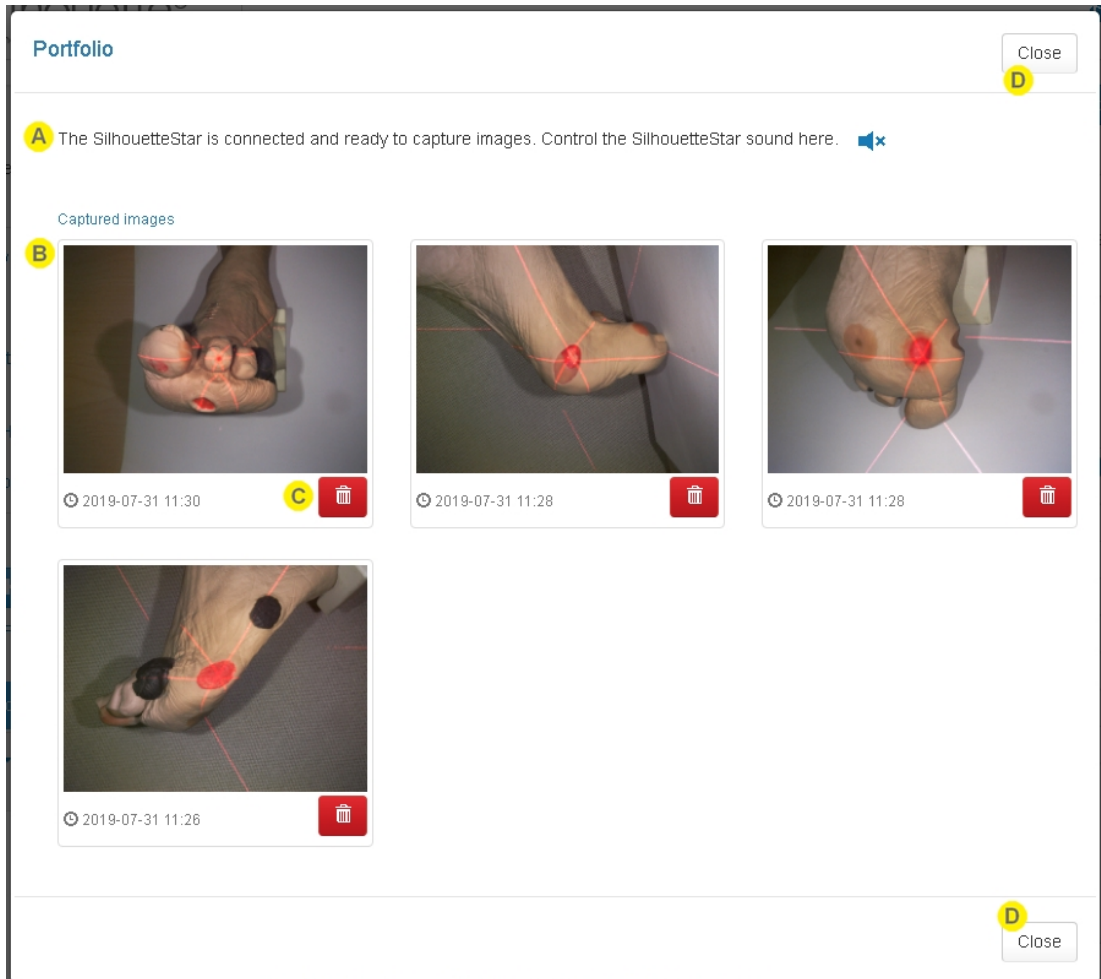 Portfolio
Close
D
A The SilhouetteStar is connected and ready to capture images. Control the SilhouetteStar sound here.
Captured images
B
2019-07-31 11:30
C
2019-07-31 11:28
2019-07-31 11:28
2019-07-31 11:26
D
Close